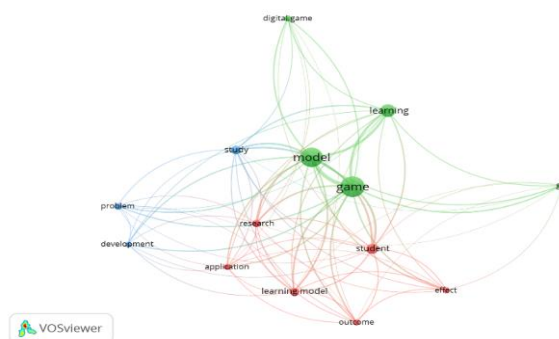 digital game
learning
study
model
game
problem
research
development
student
application
learning model
effect
outcome
VOSviewer